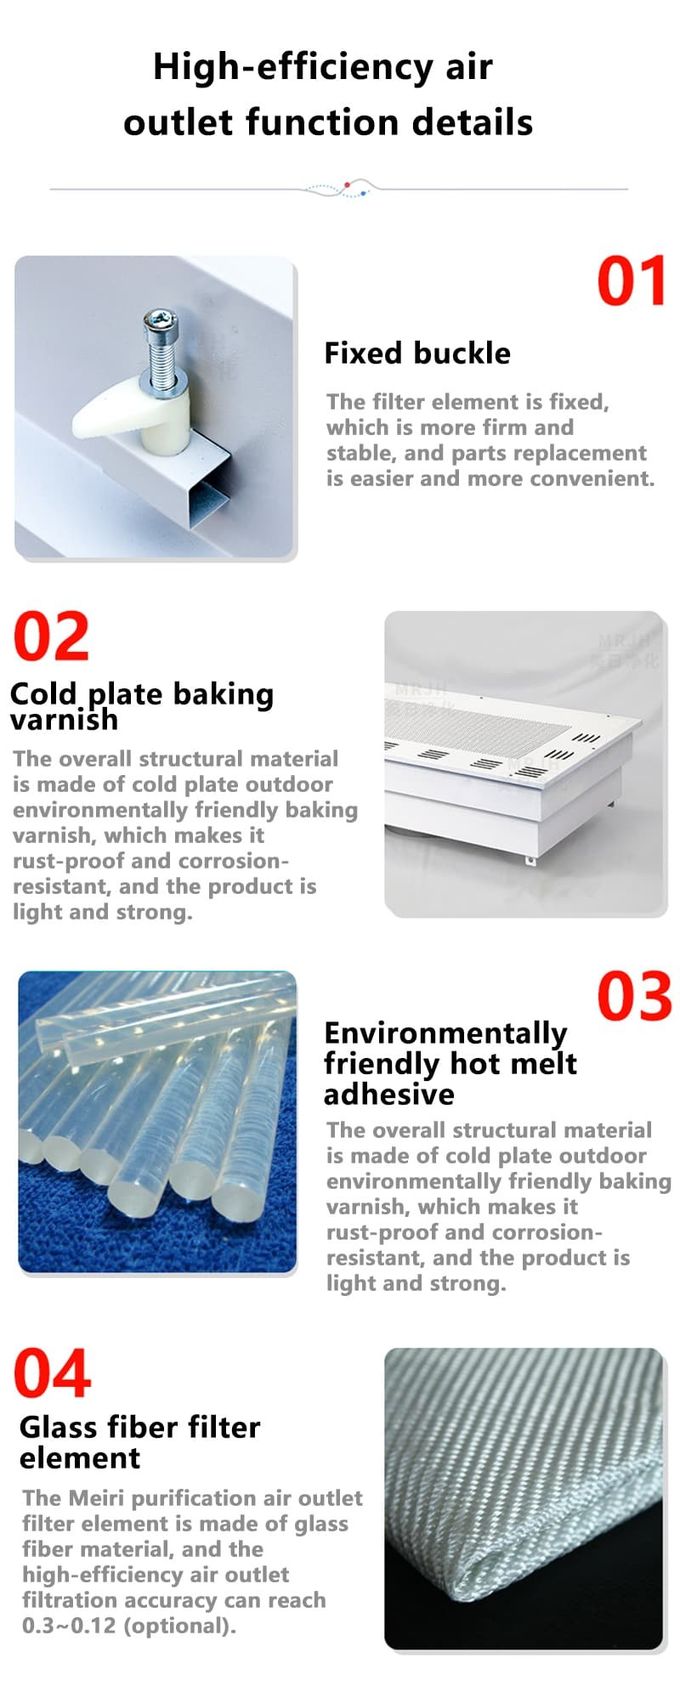 High-efficiency air
outlet function details
01
Fixed buckle
The filter element is fixed,
which is more firm and
stable, and parts replacement
is easier and more convenient.
02
Cold plate baking
varnish
The overall structural material
is made of cold plate outdoor
environmentally friendly baking
varnish, which makes it
rust-proof and corrosion-
resistant, and the product is
light and strong.
MRJH
MRJH
MRJH
03
Environmentally
friendly hot melt
adhesive
The overall structural material
is made of cold plate outdoor
environmentally friendly baking
varnish, which makes it
rust-proof and corrosion-
resistant, and the product is
light and strong.
04
Glass fiber filter
element
The Meiri purification air outlet
filter element is made of glass
fiber material, and the
high-efficiency air outlet
filtration accuracy can reach
0.3~0.12 (optional).